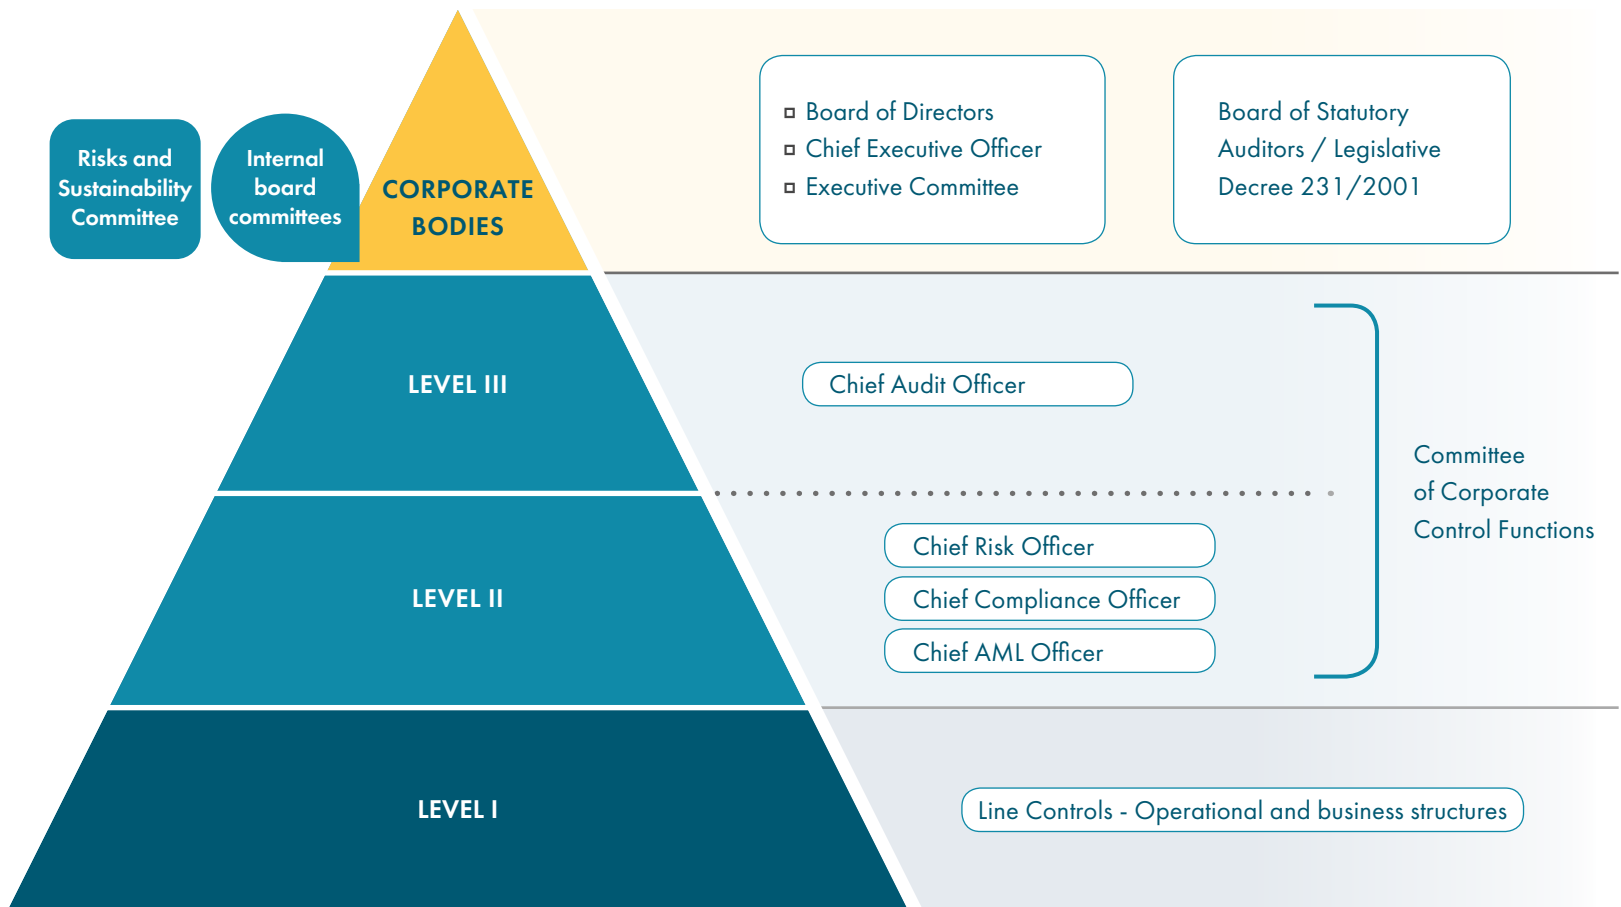 Risks and
Sustainability
Committee
Internal
board
committees
CORPORATE
BODIES
Board of Directors
Chief Executive Officer
Executive Committee
Board of Statutory
Auditors / Legislative
Decree 231/2001
LEVEL III
Chief Audit Officer
Committee
of Corporate
Control Functions
LEVEL II
Chief Risk Officer
Chief Compliance Officer
Chief AML Officer
LEVEL I
Line Controls - Operational and business structures